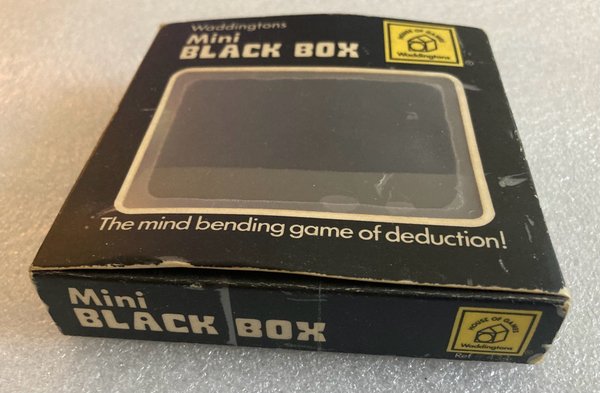 Waddingtons
Mini
BLACK BOX
HOUSE OF GAMES
Waddingtons
®
The mind bending game of deduction!
Mini
BLACK BOX
HOUSE OF GAMES
Waddingtons
Ref